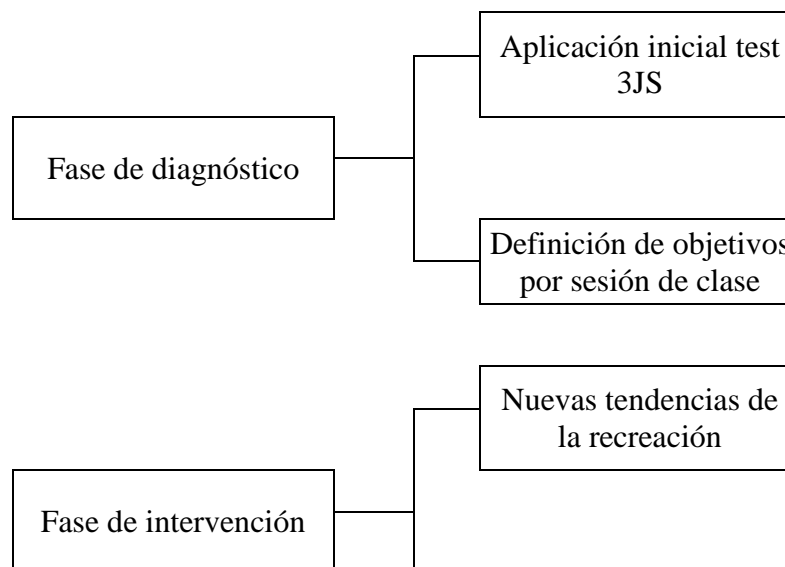 Aplicación inicial test
3JS
Fase de diagnóstico
Definición de objetivos
por sesión de clase
Nuevas tendencias de
la recreación
Fase de intervención